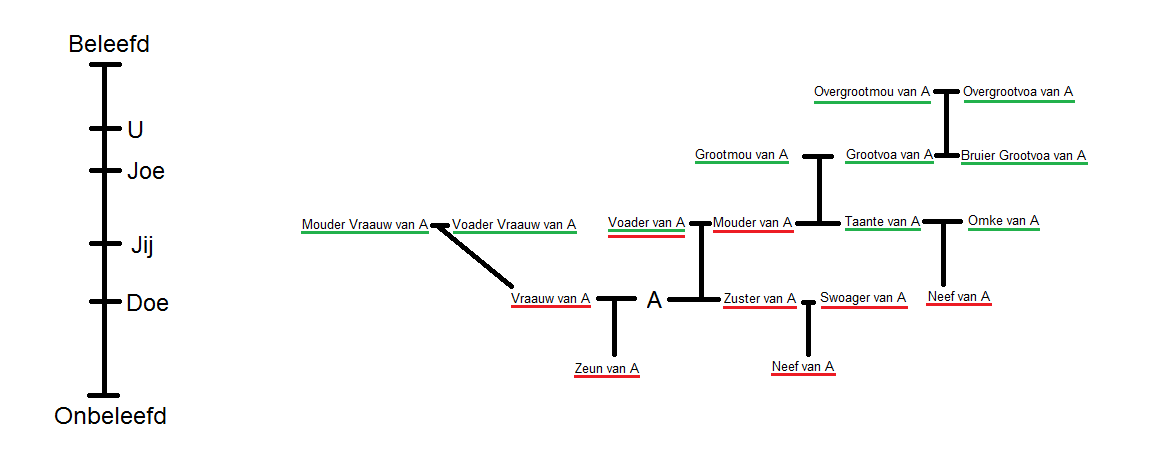 Beleefd
U
Joe
Jij
Doe
Onbeleefd
Overgrootmou van A
Overgrootvoa van A
Grootmou van A
Grootvoa van A
Bruier Grootvoa van A
Mouder Vraauw van A
Voader Vraauw van A
Voader van A
Mouder van A
Taante van A
Omke van A
Vraauw van A
A
Zuster van A
Swoager van A
Neef van A
Zeun van A
Neef van A